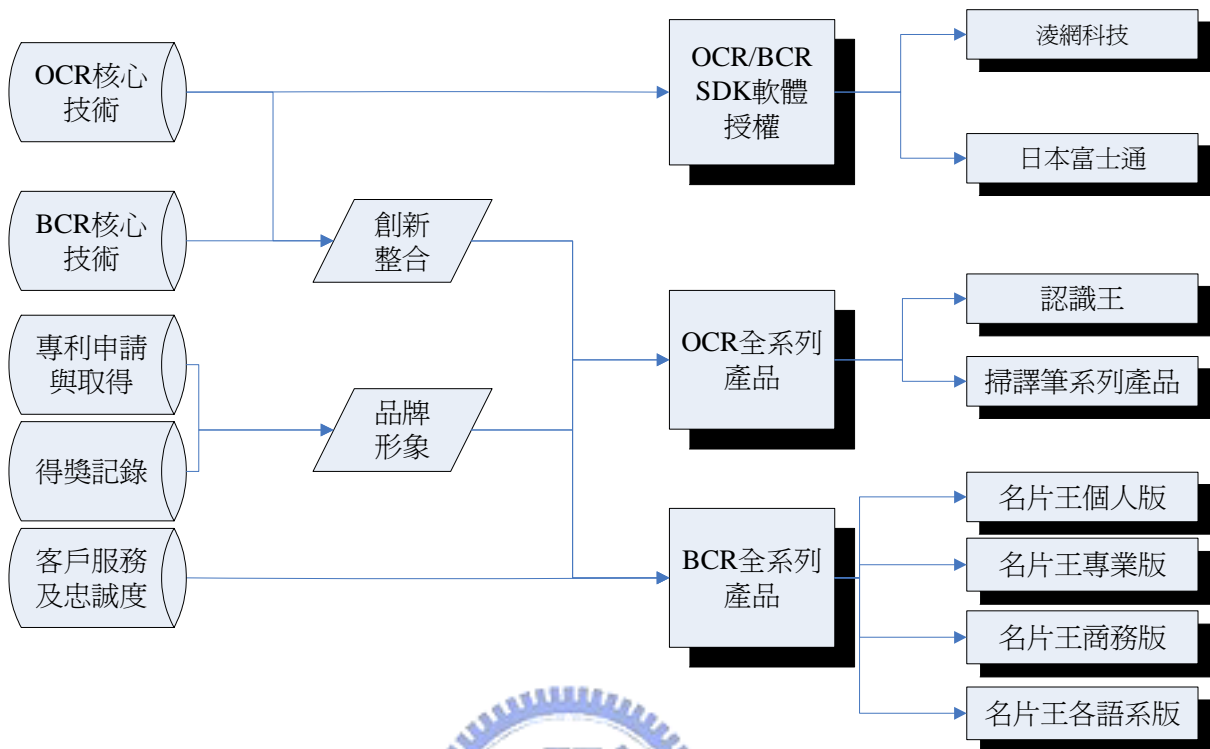 OCR核心
技術
BCR核心
技術
專利申請
與取得
得獎記錄
客戶服務
及忠誠度
創新
整合
品牌
形象
OCR/BCR
SDK軟體
授權
OCR全系列
產品
BCR全系列
產品
淩網科技
日本富士通
認識王
掃譯筆系列產品
名片王個人版
名片王專業版
名片王商務版
名片王各語系版